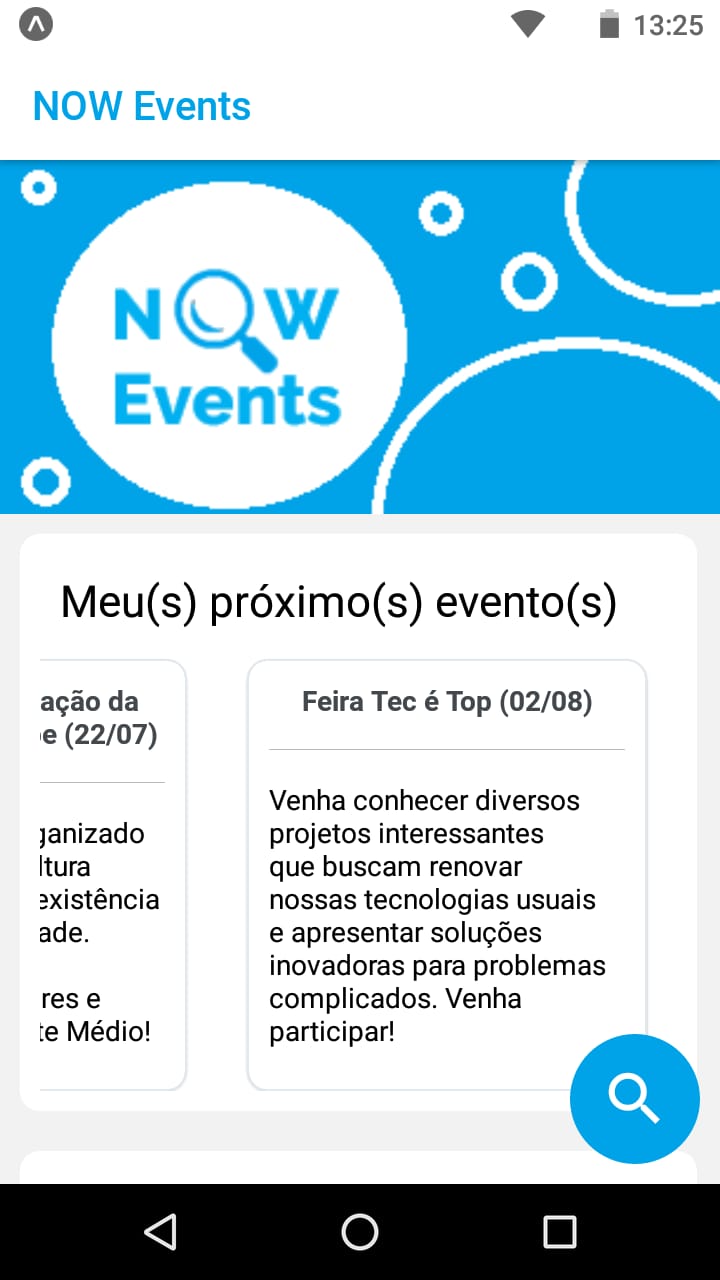 13:25
NOW Events
NOW
Events
Meu(s) próximo(s) evento(s)
ação da
e (22/07)
ganizado
ltura
existência
ade.
res e
te Médio!
Feira Tec é Top (02/08)
Venha conhecer diversos
projetos interessantes
que buscam renovar
nossas tecnologias usuais
e apresentar soluções
inovadoras para problemas
complicados. Venha
participar!